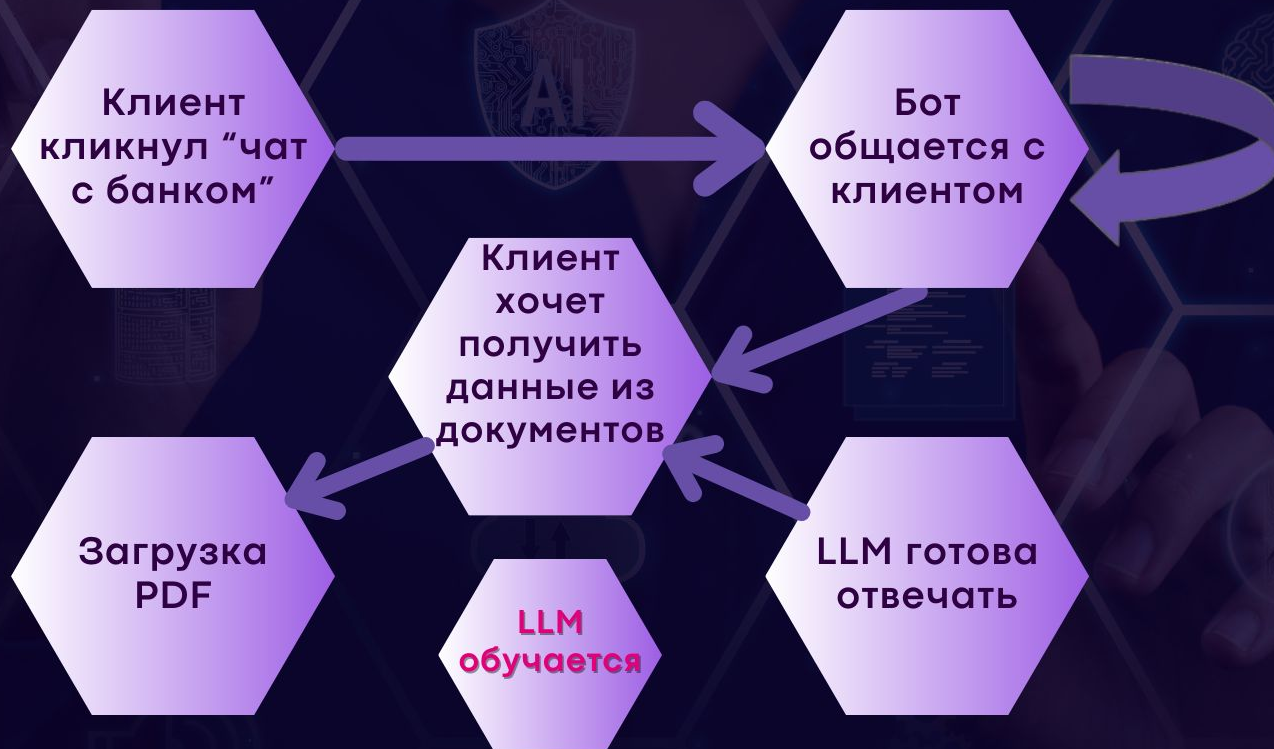 Клиент
кликнул “чат
с банком”
Бот
общается с
клиентом
AI
Клиент
хочет
получить
данные из
документов
Загрузка
PDF
LLM
обучается
LLM готова
отвечать